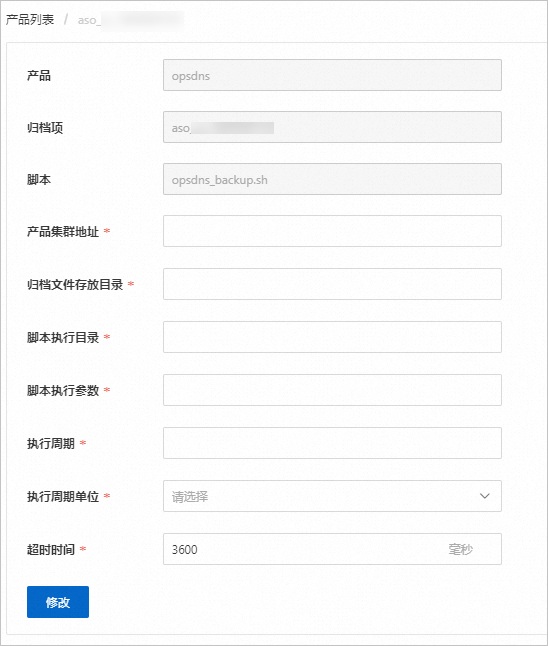 产品列表 / aso_
产品 opsdns
归档项 aso_
脚本 opsdns_backup.sh
产品集群地址 *
归档文件存放目录 *
脚本执行目录 *
脚本执行参数 *
执行周期 *
执行周期单位 * 请选择
超时时间 * 3600 毫秒
修改